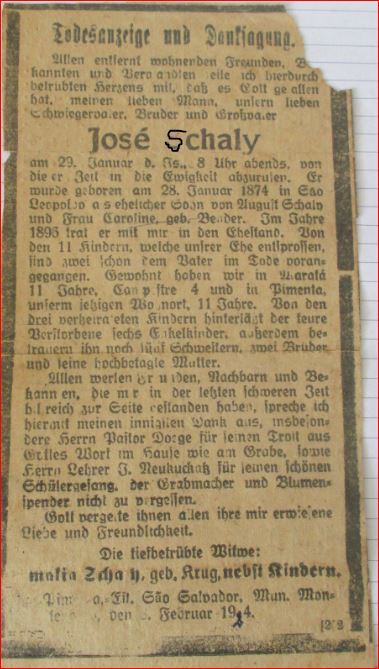 Todesanzeige und Danksagung.
Allen entfernt wohnenden Freunden,
kannten und Verwandten teile ich hierdurch
betrübten Herzens mit, daß es Gott gefallen
hat, meinen lieben Mann, unsern lieben
Schwiegervater, Bruder und Großvater
José Schaly
am 29. Januar d. Js., 8 Uhr abends, von
dieser Zeit in die Ewigkeit abzurufen. Er
wurde geboren am 28. Januar 1874 in São
Leopoldo als ehelicher Sohn von August Schaly
und Frau Caroline, geb. Bender. Im Jahre
1895 trat er mit mir in den Ehestand. Von
den 11 Kindern, welche unsrer Ehe entsprossen,
sind zwei schon dem Vater im Tode voran-
gegangen. Gewohnt haben wir in Maratá
11 Jahre, Campestre 4 und in Pimenta,
unserm jetzigen Wohnort, 11 Jahre. Von den
drei verheirateten Kindern hinterläßt der teure
Verstorbene sechs Enkelkinder, außerdem be-
trauern ihn noch fünf Schwestern, zwei Brüder
und seine hochbetagte Mutter.
Allen werten Freunden, Nachbarn und Be-
kannten, die mir in der letzten schweren Zeit
hilfreich zur Seite gestanden haben, spreche ich
hiermit meinen innigsten Dank aus, insbeson-
dere Herrn Pastor Dorge für seinen Trost aus
Gottes Wort im Hause wie am Grabe, sowie
Herrn Lehrer J. Neukuckatz für seinen schönen
Schülergesang, der Grabmacher und Blumen-
spender nicht zu vergessen.
Gott vergelte ihnen allen ihre mir erwiesene
Liebe und Freundlichkeit.
Die tiefbetrübte Witwe:
Maria Schaly, geb. Krug, nebst Kindern.
São Salvador, Mun. Mon-
den Februar 1924.